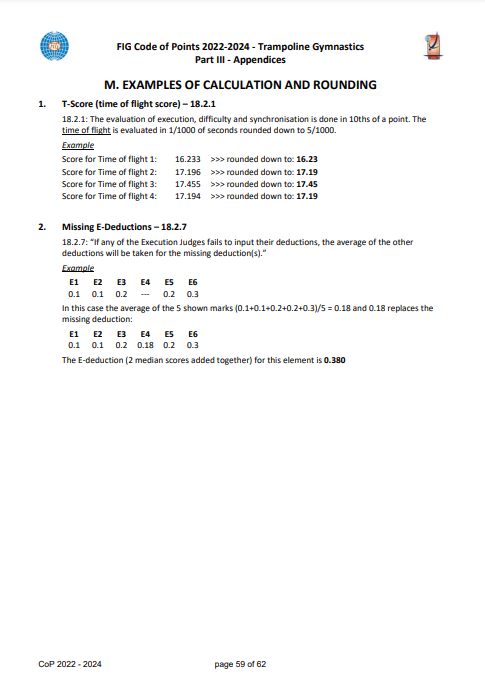 FIG Code of Points 2022-2024 - Trampoline Gymnastics
Part III - Appendices
M. EXAMPLES OF CALCULATION AND ROUNDING
1. T-Score (time of flight score) – 18.2.1
18.2.1: The evaluation of execution, difficulty and synchronisation is done in 10ths of a point. The
time of flight is evaluated in 1/1000 of seconds rounded down to 5/1000.
Example
Score for Time of flight 1: 16.233 >>> rounded down to: 16.23
Score for Time of flight 2: 17.196 >>> rounded down to: 17.19
Score for Time of flight 3: 17.455 >>> rounded down to: 17.45
Score for Time of flight 4: 17.194 >>> rounded down to: 17.19
2. Missing E-Deductions – 18.2.7
18.2.7: "If any of the Execution Judges fails to input their deductions, the average of the other
deductions will be taken for the missing deduction(s)."
Example
E1 E2 E3 E4 E5 E6
0.1 0.1 0.2 --- 0.2 0.3
In this case the average of the 5 shown marks (0.1+0.1+0.2+0.2+0.3)/5 = 0.18 and 0.18 replaces the
missing deduction:
E1 E2 E3 E4 E5 E6
0.1 0.1 0.2 0.18 0.2 0.3
The E-deduction (2 median scores added together) for this element is 0.380
CoP 2022 - 2024 page 59 of 62